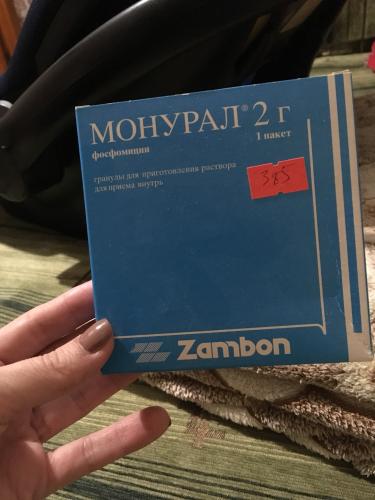 МОНУРАЛ® 2 г
1 пакет
фосфомицин
гранулы для приготовления раствора
для приема внутрь
385
Zambon